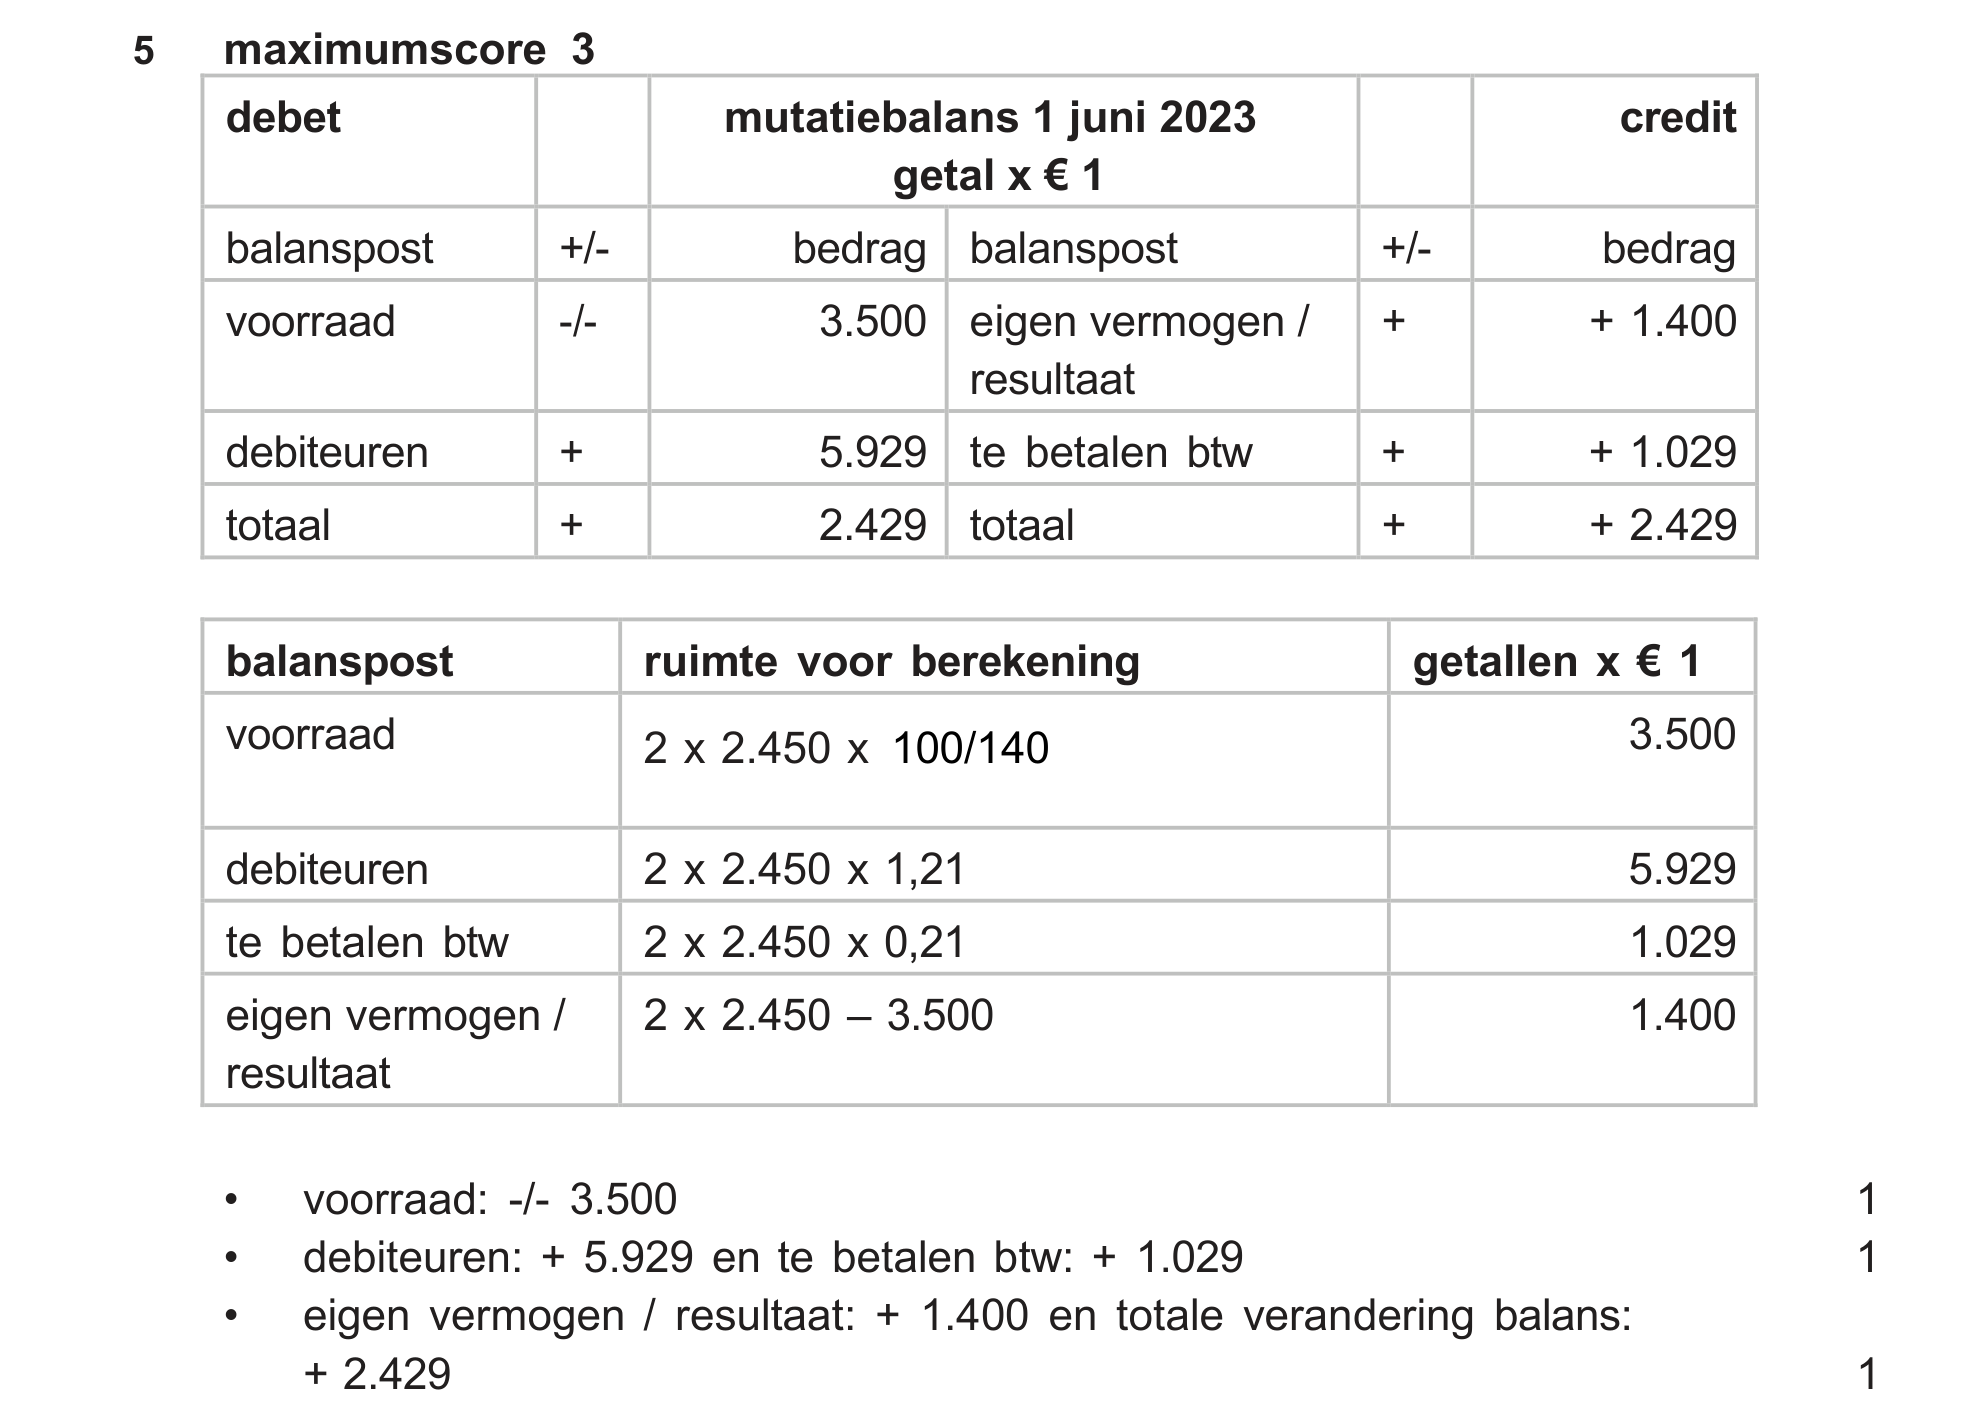 5 maximumscore 3
debet mutatiebalans 1 juni 2023 credit
getal x € 1
balanspost +/- bedrag balanspost +/- bedrag
voorraad -/- 3.500 eigen vermogen / + + 1.400
resultaat
debiteuren + 5.929 te betalen btw + + 1.029
totaal + 2.429 totaal + + 2.429
balanspost ruimte voor berekening getallen x € 1
voorraad 2 x 2.450 x 100/140 3.500
debiteuren 2 x 2.450 x 1,21 5.929
te betalen btw 2 x 2.450 x 0,21 1.029
eigen vermogen / 2 x 2.450 – 3.500 1.400
resultaat
• voorraad: -/- 3.500 1
• debiteuren: + 5.929 en te betalen btw: + 1.029 1
• eigen vermogen / resultaat: + 1.400 en totale verandering balans:
+ 2.429 1